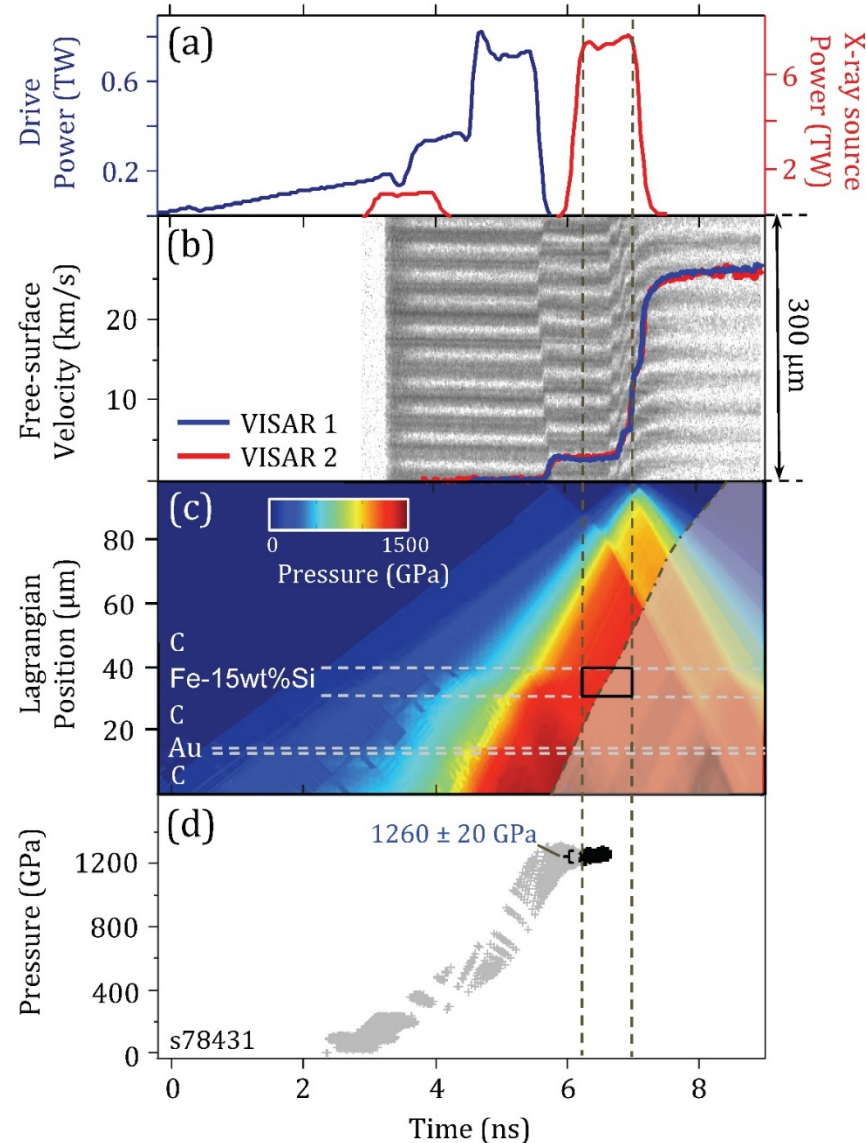 (a)
Drive
Power (TW)
0.6
0.2
X-ray source
Power (TW)
6
2
(b)
Free-surface
Velocity (km/s)
20
10
VISAR 1
VISAR 2
300 µm
(c)
0
1500
Pressure (GPa)
Lagrangian
Position (µm)
80
60
40
20
C
Fe-15wt%Si
C
Au
C
(d)
1260 ± 20 GPa
Pressure (GPa)
1200
800
400
0
s78431
0 2 4 6 8
Time (ns)